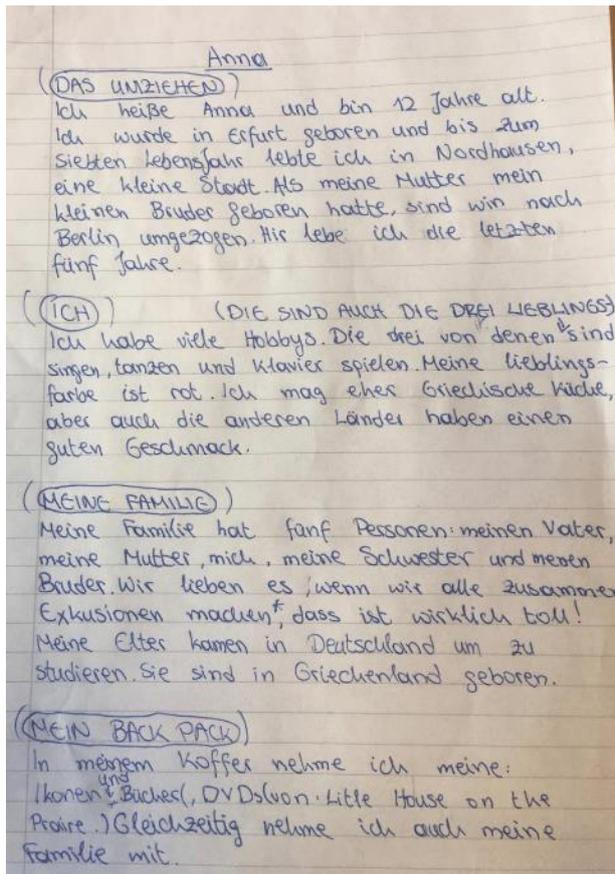 Anna
(DAS UMZIEHEN)
Ich heiße Anna und bin 12 Jahre alt.
Ich wurde in Erfurt geboren und bis zum
siebten Lebensjahr lebte ich in Nordhausen,
eine kleine Stadt. Als meine Mutter mein
kleinen Bruder geboren hatte, sind win nach
Berlin umgezogen. Hir lebe ich die letzten
fünf Jahre.
(ICH) (DIE SIND AUCH DIE DREI LIEBLINGS)
Ich habe viele Hobbys. Die drei von denen sind
singen, tanzen und Klavier spielen. Meine lieblings-
farbe ist rot. Ich mag eher Griechische Küche,
aber auch die anderen Länder haben einen
guten Geschmack.
(MEINE FAMILIE)
Meine Familie hat fünf Personen: meinen Vater,
meine Mutter, mich, meine Schwester und menen
Bruder. Wir lieben es, wenn wir alle zusammen
Exkusionen machen*, dass ist wirklich toll!
Meine Elter kamen in Deutschland um zu
studieren. Sie sind in Griechenland geboren.
(MEIN BACK PACK)
In meinem Koffer nehme ich meine:
Ikonen und Bücher(, DVDs(von. Litle House on the
Praire.) Gleichzeitig nehme ich auch meine
Familie mit.